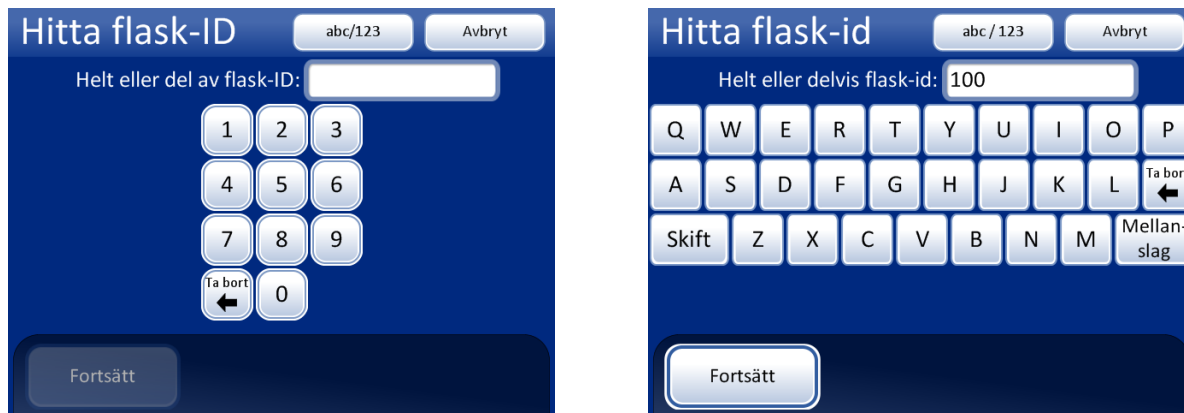 Hitta flask-ID
abc/123
Avbryt
Helt eller del av flask-ID:
1 2 3
4 5 6
7 8 9
Ta bort
0
Fortsätt
Hitta flask-id
abc / 123
Avbryt
Helt eller delvis flask-id: 100
Q W E R T Y U I O P
A S D F G H J K L
Ta bor
Skift Z X C V B N M
Mellan-
slag
Fortsätt